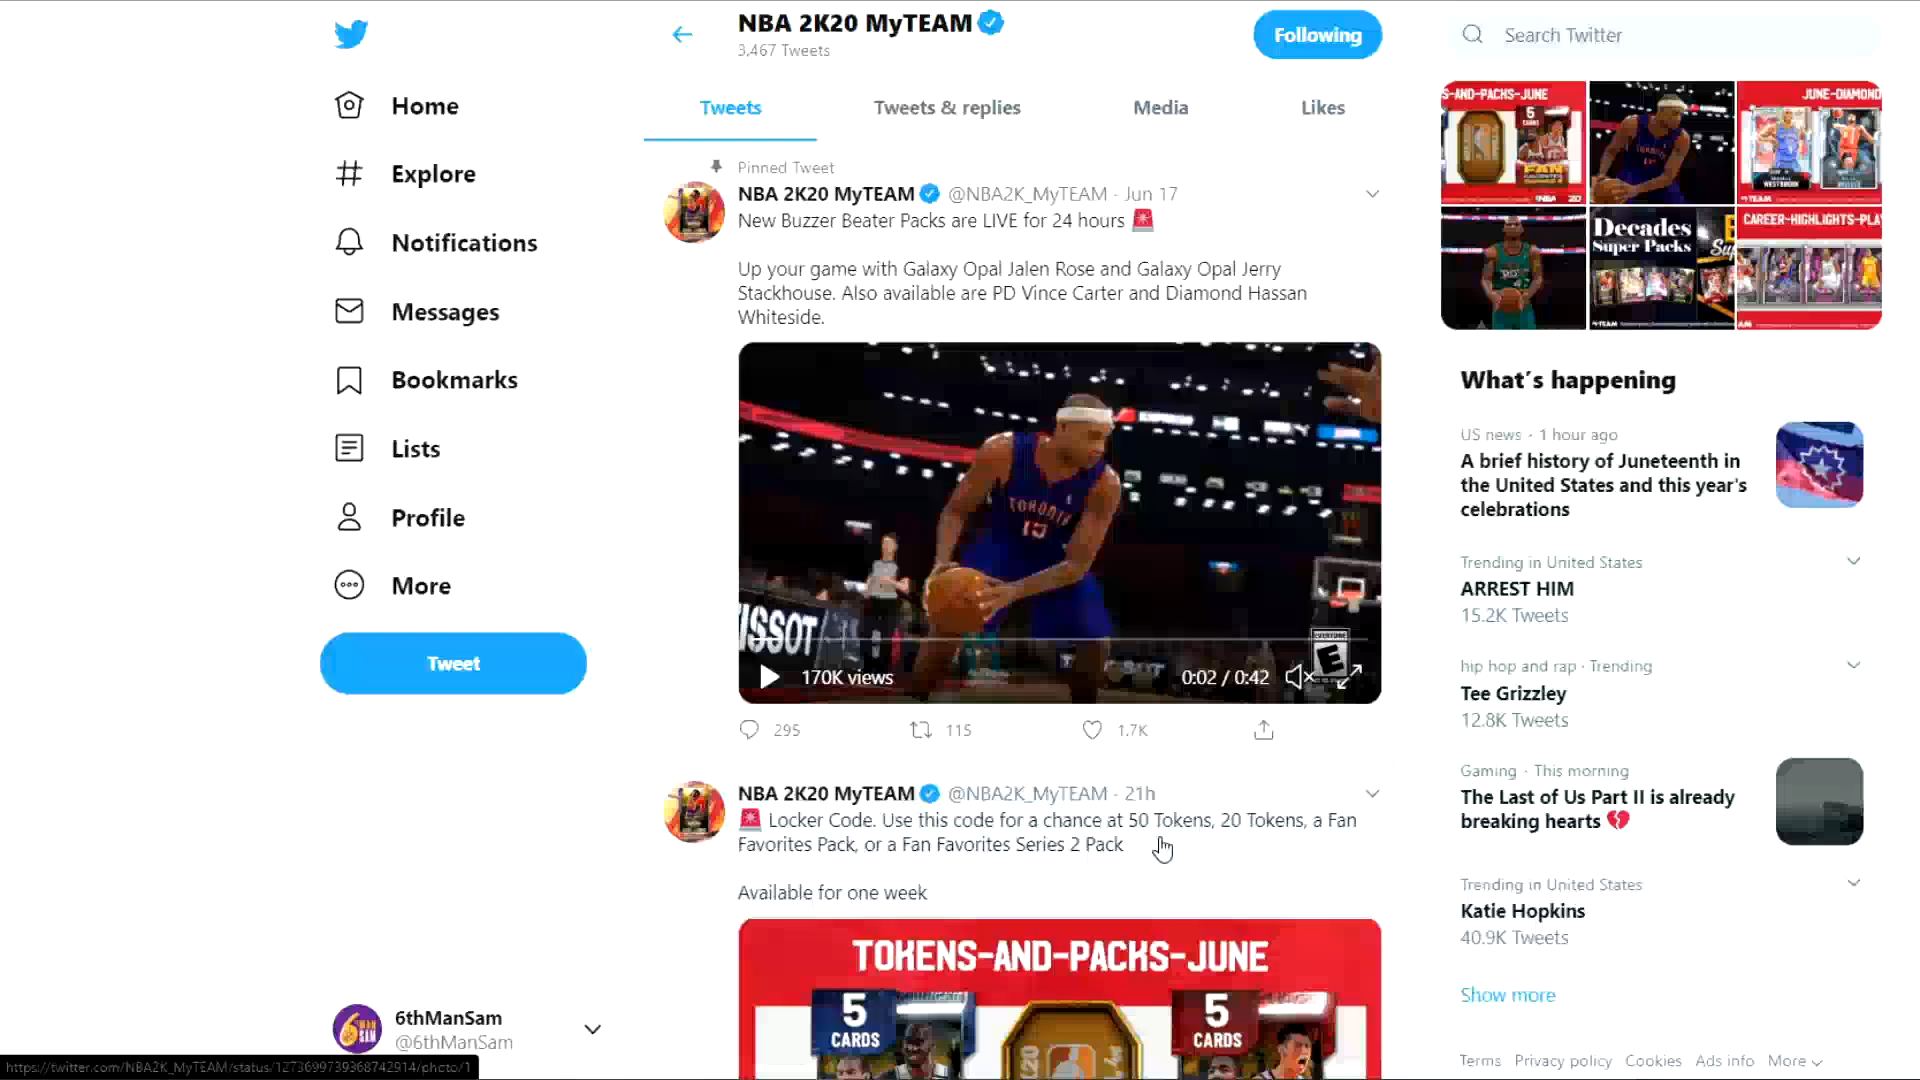 NBA 2K20 MyTEAM
3,467 Tweets
Following
Search Twitter
Home
Explore
Notifications
Messages
Bookmarks
Lists
Profile
More
Tweet
6thManSam
@6thManSam
https://twitter.com/NBA2K_MyTEAM/status/1273699739368742914/photo/1
Tweets
Tweets & replies
Media
Likes
Pinned Tweet
NBA 2K20 MyTEAM @NBA2K_MyTEAM · Jun 17
New Buzzer Beater Packs are LIVE for 24 hours
Up your game with Galaxy Opal Jalen Rose and Galaxy Opal Jerry
Stackhouse. Also available are PD Vince Carter and Diamond Hassan
Whiteside.
TORONTO
15
ISSOT
EVERYONE
E
170K views
0:02 / 0:42
295
115
1.7K
NBA 2K20 MyTEAM @NBA2K_MyTEAM · 21h
Locker Code. Use this code for a chance at 50 Tokens, 20 Tokens, a Fan
Favorites Pack, or a Fan Favorites Series 2 Pack
Available for one week
TOKENS-AND-PACKS-JUNE
5
CARDS
5
CARDS
S-AND-PACKS-JUNE
5
CARDS
FAN
JUNE-DIAMOND
WESTBROOK
Decades
Super Packs
CAREER-HIGHLIGHTS-PLA
What's happening
US news · 1 hour ago
A brief history of Juneteenth in
the United States and this year's
celebrations
Trending in United States
ARREST HIM
15.2K Tweets
hip hop and rap · Trending
Tee Grizzley
12.8K Tweets
Gaming · This morning
The Last of Us Part II is already
breaking hearts
Trending in United States
Katie Hopkins
40.9K Tweets
Show more
Terms Privacy policy Cookies Ads info More